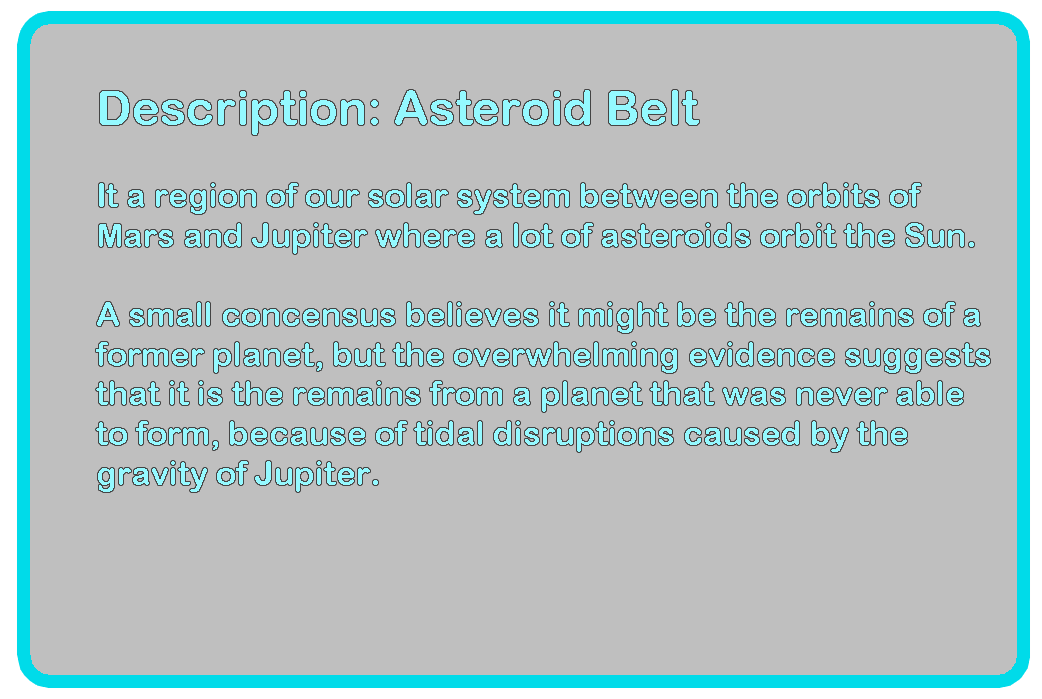 Description: Asteroid Belt
It a region of our solar system between the orbits of
Mars and Jupiter where a lot of asteroids orbit the Sun.
A small concensus believes it might be the remains of a
former planet, but the overwhelming evidence suggests
that it is the remains from a planet that was never able
to form, because of tidal disruptions caused by the
gravity of Jupiter.